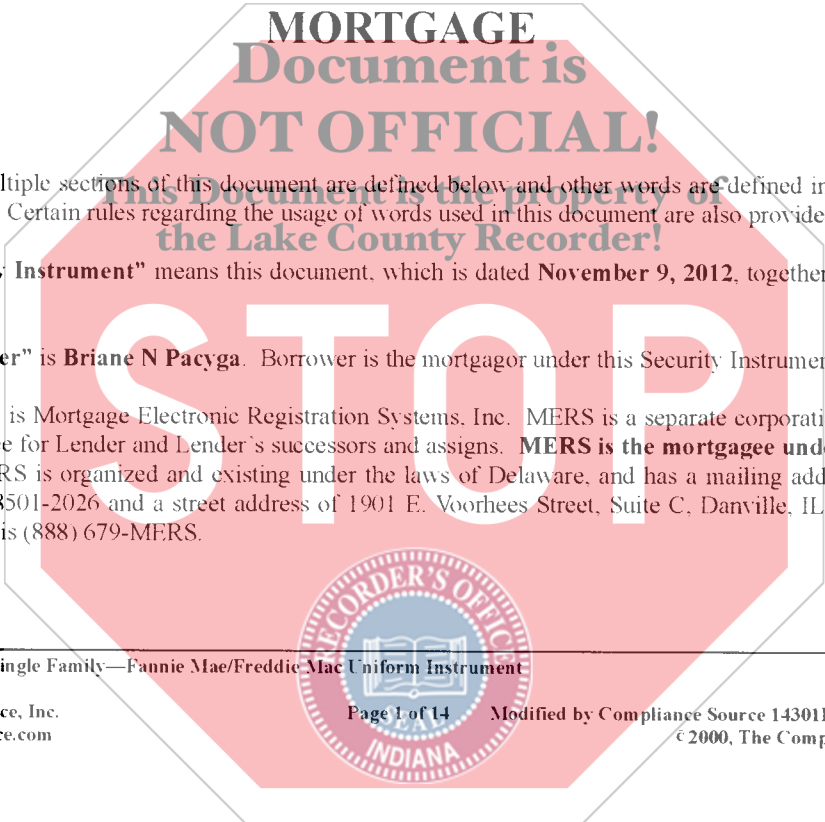 MORTGAGE
Document is
NOT OFFICIAL!
ltiple sections of this document are defined below and other words are defined in
This Document is the property of
Certain rules regarding the usage of words used in this document are also provide
the Lake County Recorder!
Instrument” means this document, which is dated November 9, 2012, together
STOP
er” is Briane N Pacyga. Borrower is the mortgagor under this Security Instrumen
is Mortgage Electronic Registration Systems, Inc. MERS is a separate corporati
e for Lender and Lender's successors and assigns. MERS is the mortgagee unde
RS is organized and existing under the laws of Delaware, and has a mailing add
8501-2026 and a street address of 1901 E. Voorhees Street, Suite C, Danville, IL
is (888) 679-MERS.
RECORDER'S OFFICE
SEAL
INDIANA
ingle Family—Fannie Mae/Freddie Mac Uniform Instrument
ce, Inc. Page 1 of 14 Modified by Compliance Source 14301
ce.com ©2000, The Comp